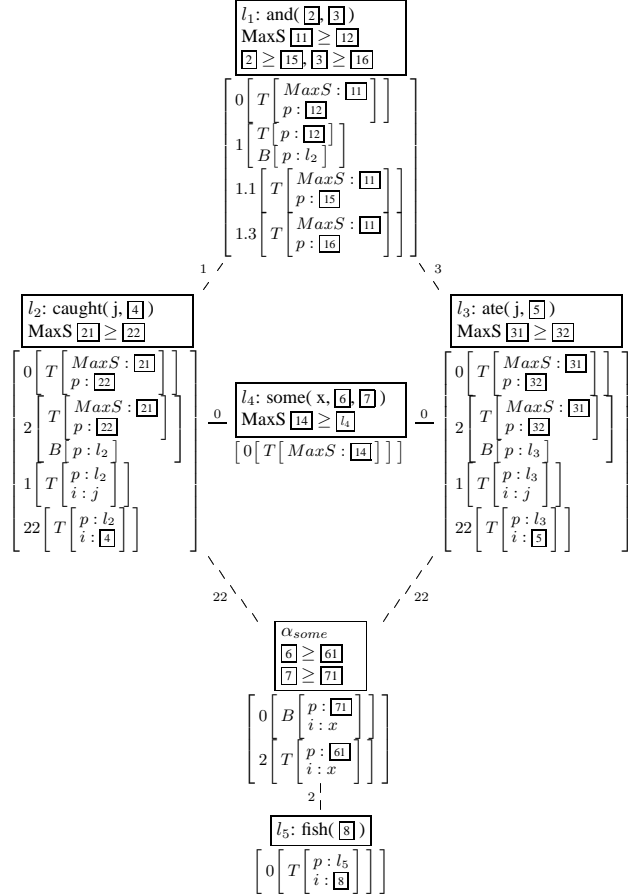 l₁: and( 2, 3 )
MaxS 11 ≥ 12
2 ≥ 15, 3 ≥ 16
0 [ T [ MaxS : 11
p : 12 ] ]
1 [ T [ p : 12 ]
B [ p : l₂ ] ]
1.1 [ T [ MaxS : 11
p : 15 ] ]
1.3 [ T [ MaxS : 11
p : 16 ] ]
1
3
l₂: caught( j, 4 )
MaxS 21 ≥ 22
0 [ T [ MaxS : 21
p : 22 ] ]
2 [ T [ MaxS : 21
p : 22 ]
B [ p : l₂ ] ]
1 [ T [ p : l₂
i : j ] ]
22 [ T [ p : l₂
i : 4 ] ]
0
l₄: some( x, 6, 7 )
MaxS 14 ≥ l₄
[ 0 [ T [ MaxS : 14 ] ] ]
0
l₃: ate( j, 5 )
MaxS 31 ≥ 32
0 [ T [ MaxS : 31
p : 32 ] ]
2 [ T [ MaxS : 31
p : 32 ]
B [ p : l₃ ] ]
1 [ T [ p : l₃
i : j ] ]
22 [ T [ p : l₃
i : 5 ] ]
22
22
α some
6 ≥ 61
7 ≥ 71
0 [ B [ p : 71
i : x ] ]
2 [ T [ p : 61
i : x ] ]
2
l₅: fish( 8 )
0 [ T [ p : l₅
i : 8 ] ]